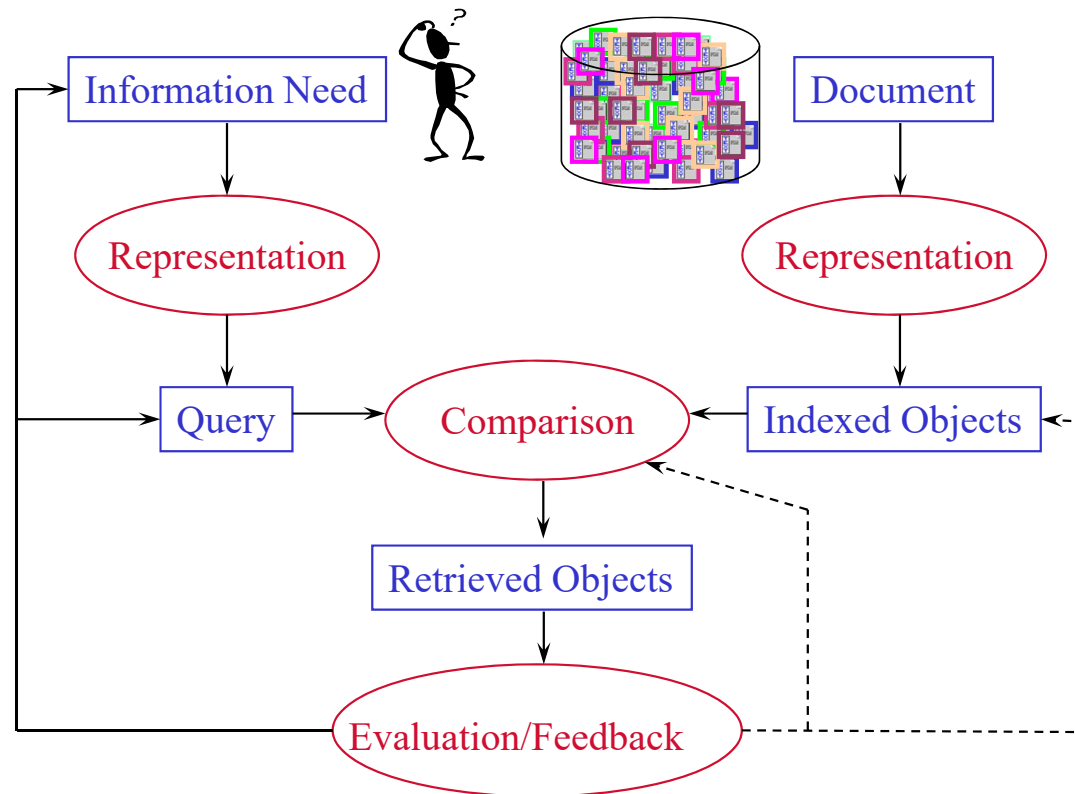 ?
Information Need
Document
Representation
Representation
Query
Comparison
Indexed Objects
Retrieved Objects
Evaluation/Feedback